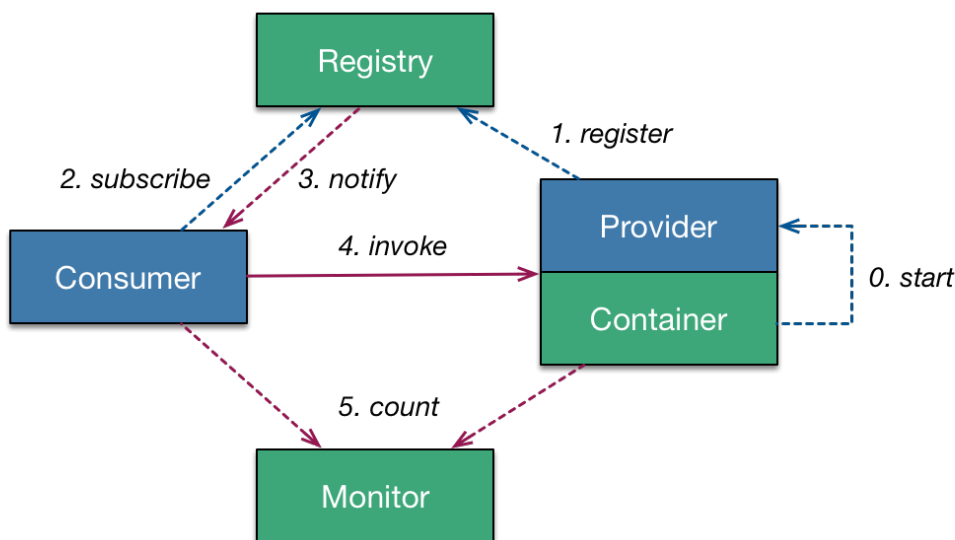 Registry
1. register
2. subscribe
3. notify
Provider
4. invoke
Consumer
0. start
Container
5. count
Monitor